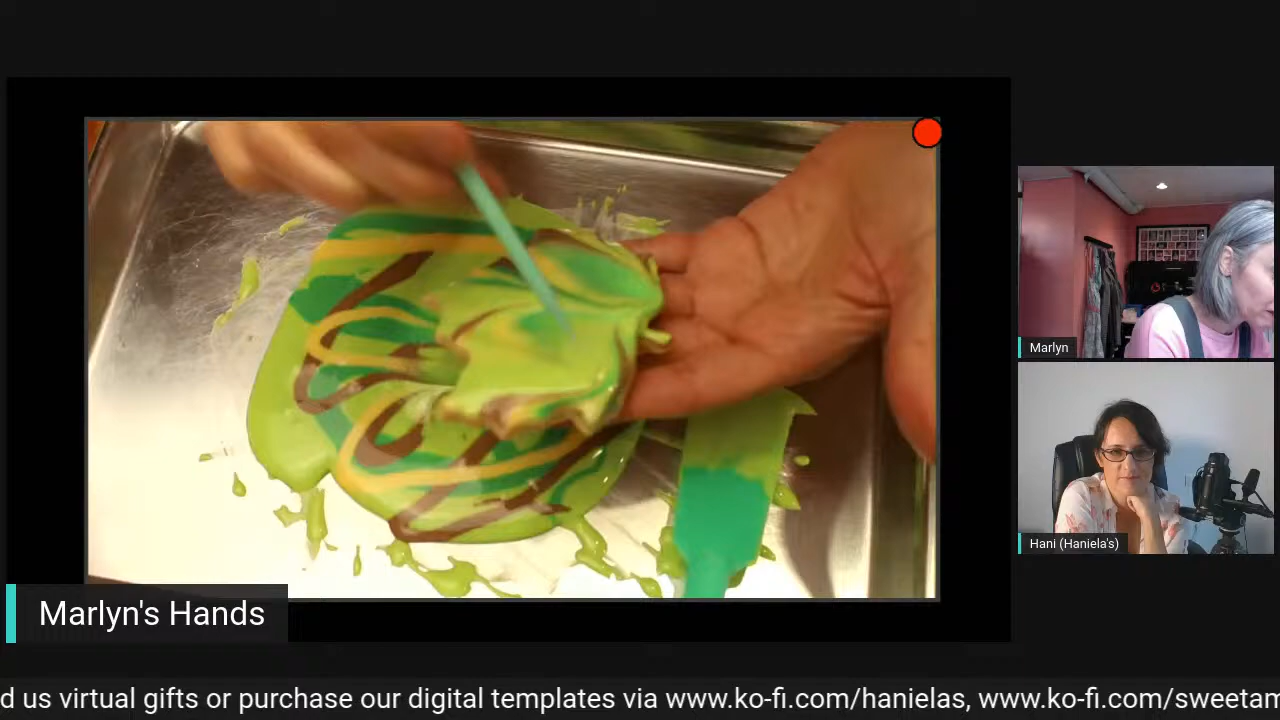 Marlyn
Hani (Haniela's)
Marlyn's Hands
d us virtual gifts or purchase our digital templates via www.ko-fi.com/hanielas, www.ko-fi.com/sweetam